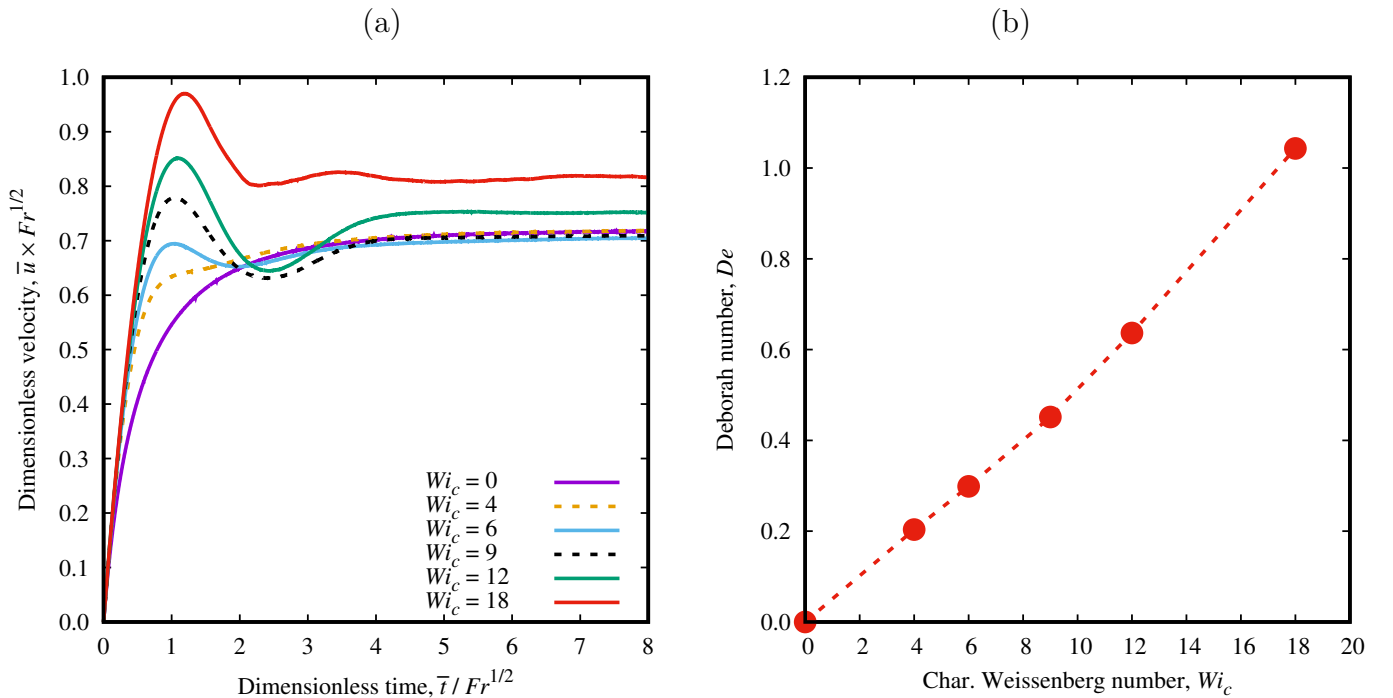 (a)
Dimensionless velocity, u̅ × Fr^1/2
1.0
0.9
0.8
0.7
0.6
0.5
0.4
0.3
0.2
0.1
0.0
Wi_c = 0
Wi_c = 4
Wi_c = 6
Wi_c = 9
Wi_c = 12
Wi_c = 18
0 1 2 3 4 5 6 7 8
Dimensionless time, t̅ / Fr^1/2
(b)
Deborah number, De
1.2
1.0
0.8
0.6
0.4
0.2
0.0
0 2 4 6 8 10 12 14 16 18 20
Char. Weissenberg number, Wi_c